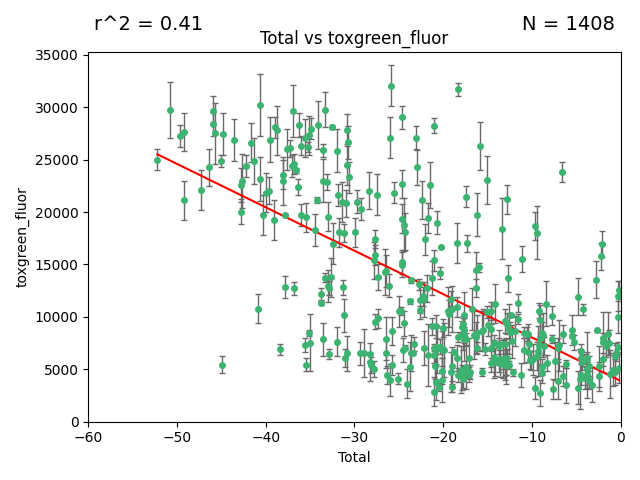 r^2 = 0.41 N = 1408
Total vs toxgreen_fluor
35000
30000
25000
20000
15000
10000
5000
0
toxgreen_fluor
−60 −50 −40 −30 −20 −10 0
Total